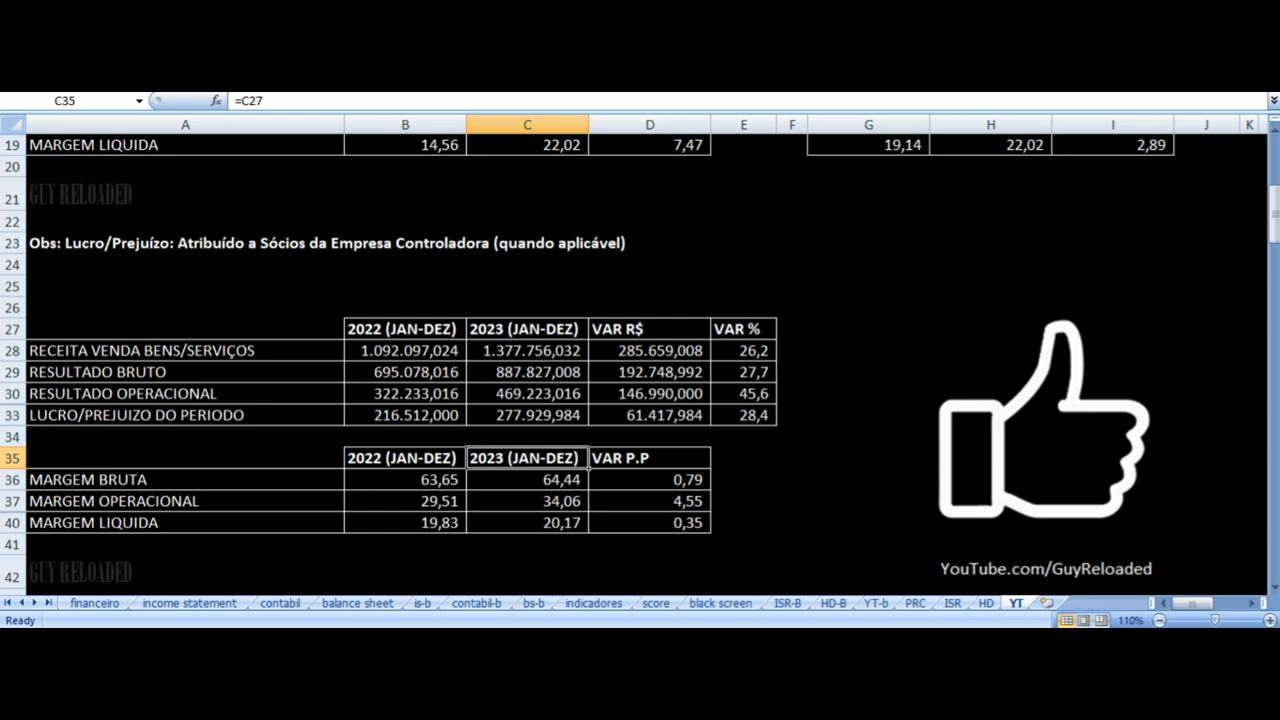 C35 fx =C27
A B C D E F G H I J K
19 MARGEM LIQUIDA 14,56 22,02 7,47 19,14 22,02 2,89
20
21 GUY RELOADED
22
23 Obs: Lucro/Prejuízo: Atribuído a Sócios da Empresa Controladora (quando aplicável)
24
25
26
27 2022 (JAN-DEZ) 2023 (JAN-DEZ) VAR R$ VAR %
28 RECEITA VENDA BENS/SERVIÇOS 1.092.097,024 1.377.756,032 285.659,008 26,2
29 RESULTADO BRUTO 695.078,016 887.827,008 192.748,992 27,7
30 RESULTADO OPERACIONAL 322.233,016 469.223,016 146.990,000 45,6
33 LUCRO/PREJUIZO DO PERIODO 216.512,000 277.929,984 61.417,984 28,4
34
35 2022 (JAN-DEZ) 2023 (JAN-DEZ) VAR P.P
36 MARGEM BRUTA 63,65 64,44 0,79
37 MARGEM OPERACIONAL 29,51 34,06 4,55
40 MARGEM LIQUIDA 19,83 20,17 0,35
41
42 GUY RELOADED
YouTube.com/GuyReloaded
financeiro income statement contabil balance sheet is-b contabil-b bs-b indicadores score black screen ISR-B HD-B YT-b PRC ISR HD YT
Ready 110%